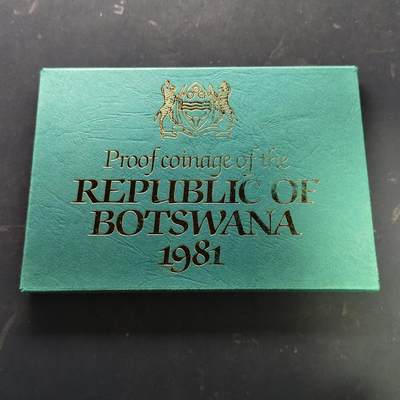 Proof coinage of the
REPUBLIC OF
BOTSWANA
1981